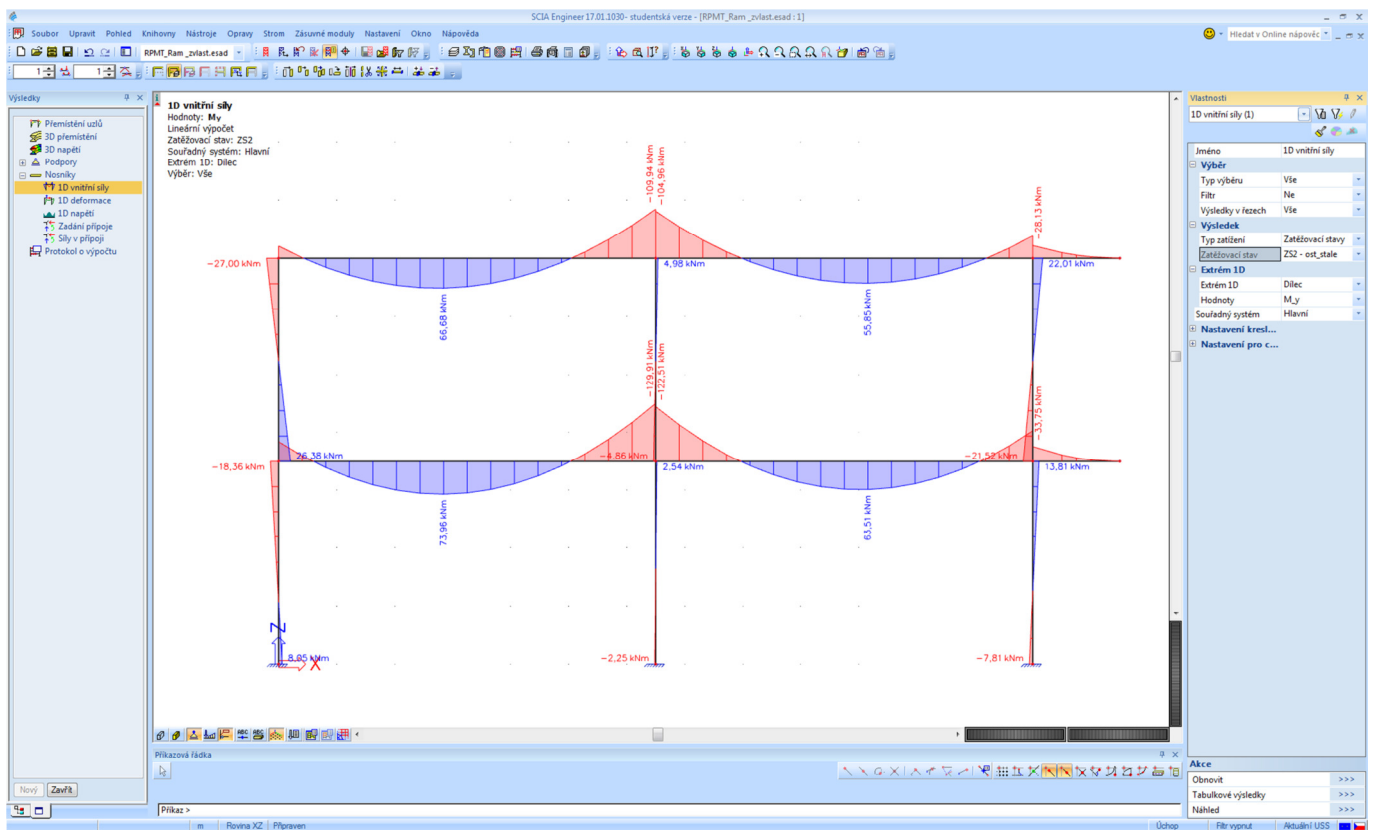 SCIA Engineer 17.01.1030- studentská verze - [RPMT_Ram _zvlast.esad : 1]
Soubor Upravit Pohled Knihovny Nástroje Opravy Strom Zásuvné moduly Nastavení Okno Nápověda
Hledat v Online nápověc
RPMT_Ram _zvlast.esad
1 1
Výsledky
Přemístění uzlů
3D přemístění
3D napětí
Podpory
Nosníky
1D vnitřní síly
1D deformace
1D napětí
Zadání přípoje
Síly v přípoji
Protokol o výpočtu
Nový Zavřít
1D vnitřní síly
Hodnoty: My
Lineární výpočet
Zatěžovací stav: ZS2
Souřadný systém: Hlavní
Extrém 1D: Dílec
Výběr: Vše
-109,94 kNm
-104,96 kNm
-28,13 kNm
-27,00 kNm
4,98 kNm
22,01 kNm
66,68 kNm
55,85 kNm
-129,91 kNm
-122,51 kNm
-33,75 kNm
-18,36 kNm
26,38 kNm
-4,86 kNm
2,54 kNm
-21,52 kNm
13,81 kNm
73,96 kNm
63,51 kNm
Z
X
8,05 kNm
-2,25 kNm
-7,81 kNm
Příkazová řádka
Příkaz >
Vlastnosti
1D vnitřní síly (1)
Jméno 1D vnitřní síly
Výběr
Typ výběru Vše
Filtr Ne
Výsledky v řezech Vše
Výsledek
Typ zatížení Zatěžovací stavy
Zatěžovací stav ZS2 - ost_stale
Extrém 1D
Extrém 1D Dílec
Hodnoty M_y
Souřadný systém Hlavní
Nastavení kresl...
Nastavení pro c...
Akce
Obnovit >>>
Tabulkové výsledky >>>
Náhled >>>
m Rovina XZ Připraven Úchop Filtr vypnut Aktuální USS